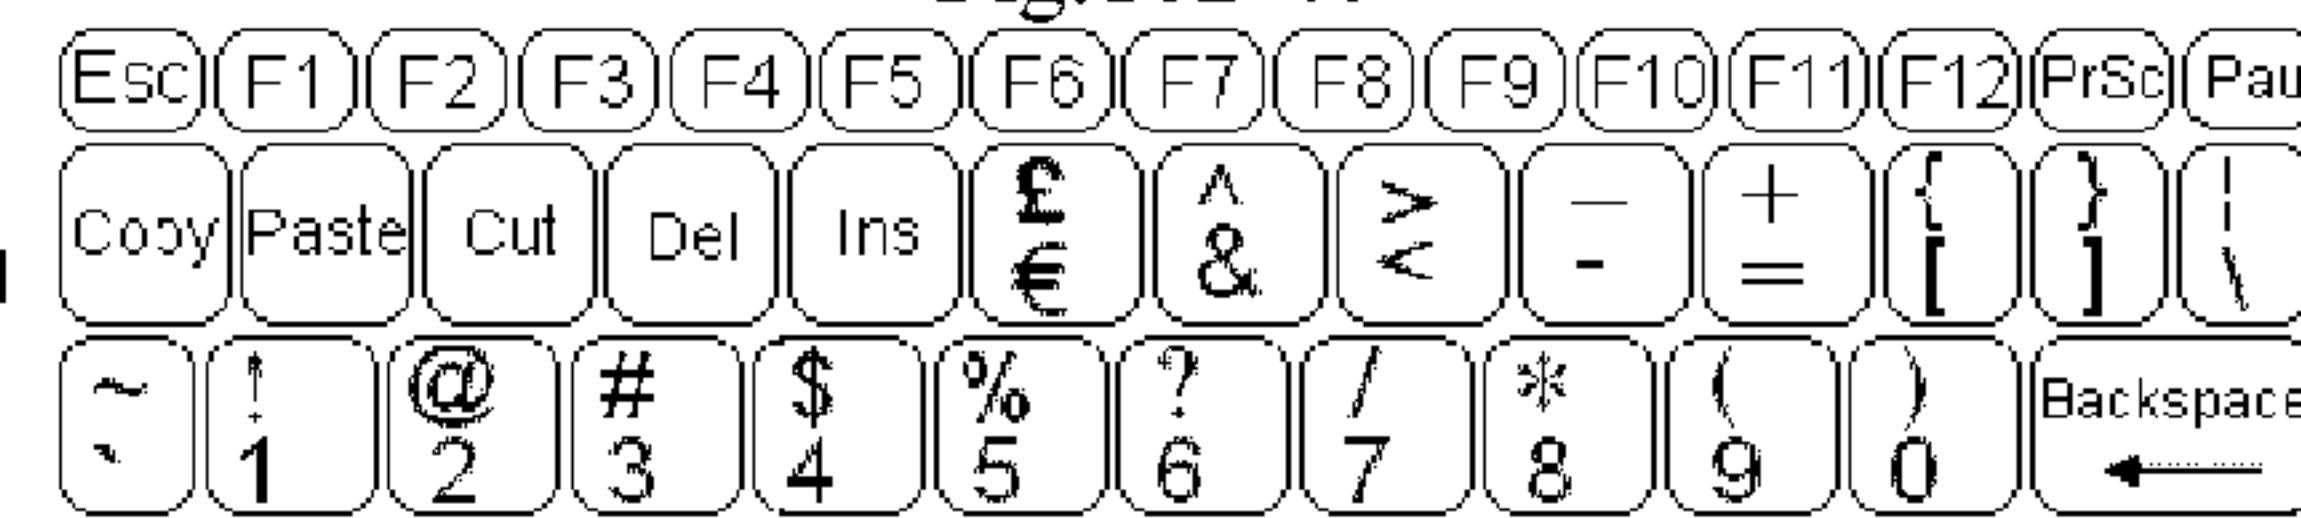 Esc F1 F2 F3 F4 F5 F6 F7 F8 F9 F10 F11 F12 PrSc Pau
Copy Paste Cut Del Ins £ ^ > _ + { } ¦
€ & < - = [ ] \
~ ! @ # $ % ? / * ( ) Backspace
` 1 2 3 4 5 6 7 8 9 0 ←